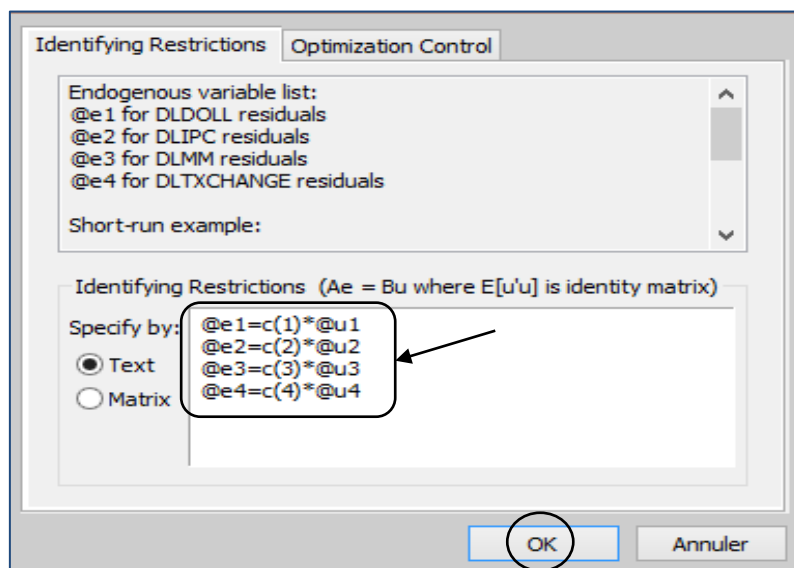 Identifying Restrictions
Optimization Control
Endogenous variable list:
@e1 for DLDOLL residuals
@e2 for DLIPC residuals
@e3 for DLMM residuals
@e4 for DLTXCHANGE residuals
Short-run example:
Identifying Restrictions (Ae = Bu where E[u'u] is identity matrix)
Specify by:
Text
Matrix
@e1=c(1)*@u1
@e2=c(2)*@u2
@e3=c(3)*@u3
@e4=c(4)*@u4
OK
Annuler